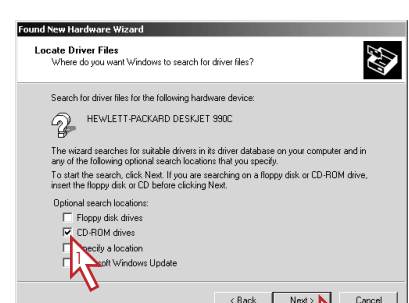 Found New Hardware Wizard
Locate Driver Files
Where do you want Windows to search for driver files?
Search for driver files for the following hardware device:
HEWLETT-PACKARD DESKJET 990C
The wizard searches for suitable drivers in its driver database on your computer and in
any of the following optional search locations that you specify.
To start the search, click Next. If you are searching on a floppy disk or CD-ROM drive,
insert the floppy disk or CD before clicking Next.
Optional search locations:
Floppy disk drives
CD-ROM drives
pecify a location
soft Windows Update
1
< Back Next > Cancel